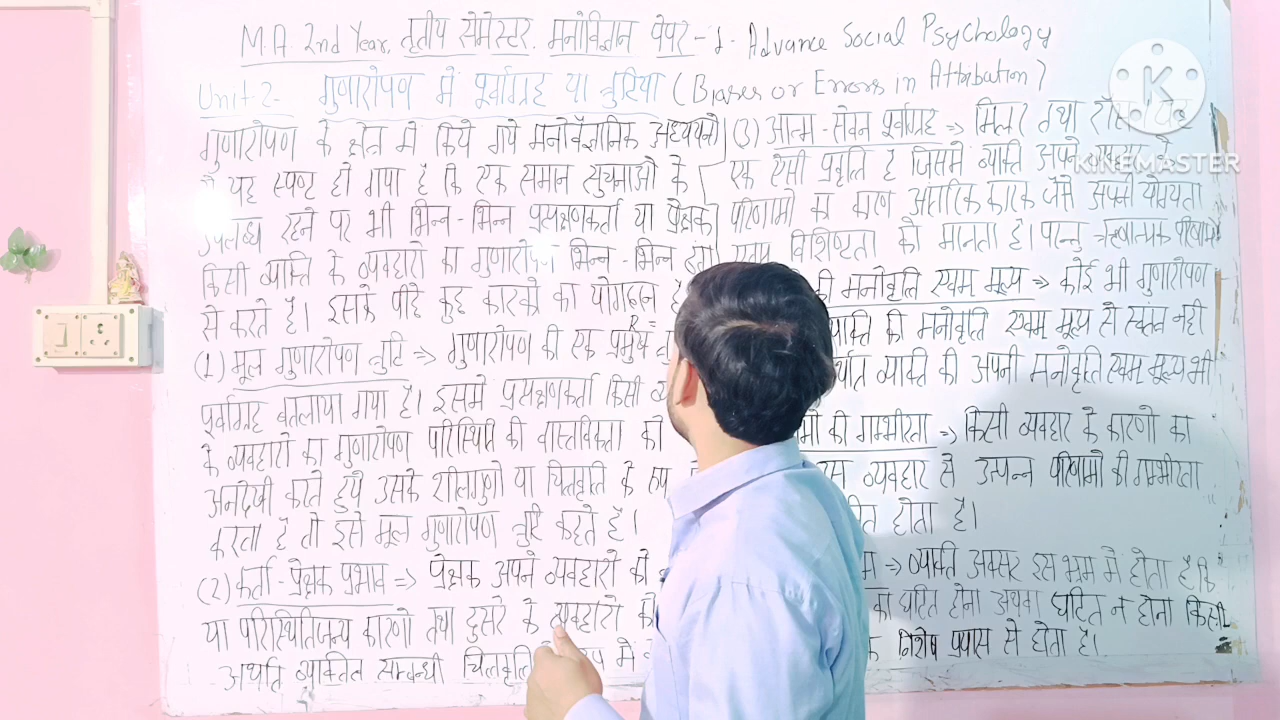 M.A. 2nd Year, तृतीय सेमेस्टर, मनोविज्ञान पेपर - 1 - Advance Social Psychology
Unit-2- गुणारोपण में पूर्वाग्रह या त्रुटिया (Biases or Errors in Attribution)
गुणारोपण के क्षेत्र में किये गये मनोवैज्ञानिक अध्ययनो
से यह स्पष्ट हो गया है कि एक समान सुचनाओ के
उपलब्ध रहने पर भी भिन्न - भिन्न प्रत्यक्षणकर्ता या प्रेक्षक
किसी व्यक्ति के व्यवहारो का गुणारोपण भिन्न - भिन्न ढंग
से करते है। इसके पीछे कुछ कारको का योगदान है
(1) मूल गुणारोपण त्रुटि ⇒ गुणारोपण की एक प्रमुख
पूर्वाग्रह बतलाया गया है। इसमे प्रत्यक्षणकर्ता किसी
के व्यवहारो का गुणारोपण परिस्थिति की वास्तविकता को
अनदेखी करते हुये उसके शीलगुणो या चित्तवृति के रूप
करता है तो इसे मूल गुणारोपण त्रुटि कहते है।
(2) कर्ता - प्रेक्षक प्रभाव ⇒ प्रेक्षक अपने व्यवहारो को
या परिस्थितिजन्य कारणो तथा दुसरे के व्यवहारो को
अर्थात व्यक्तित सम्बन्धी चित्तवृति में
(3) आत्म - सेवन पूर्वाग्रह ⇒ मिलर तथा
एक ऐसी प्रवृति है जिसमे व्यक्ति अपने
परिणामो का कारण आंतरिक कारक जैसे अपनी योग्यता
विशिष्टता को मानता है। परन्तु ऋणात्मक परिणामो
की मनोवृति एवम मूल्य ⇒ कोई भी गुणारोपण
व्यक्ति की मनोवृति एवम मूल्य से स्वतंत्र नही
अर्थात व्यक्ति की अपनी मनोवृति एवम मूल्य भी
की गम्भीरता ⇒ किसी व्यवहार के कारणो का
व्यवहार से उत्पन्न परिणामो की गम्भीरता
होता है।
⇒ व्यक्ति अक्सर इस भ्रम मे होता है कि
का घटित होना अथवा घटित न होना किसी
के विशेष प्रयास से होता है।
K
KINEMASTER